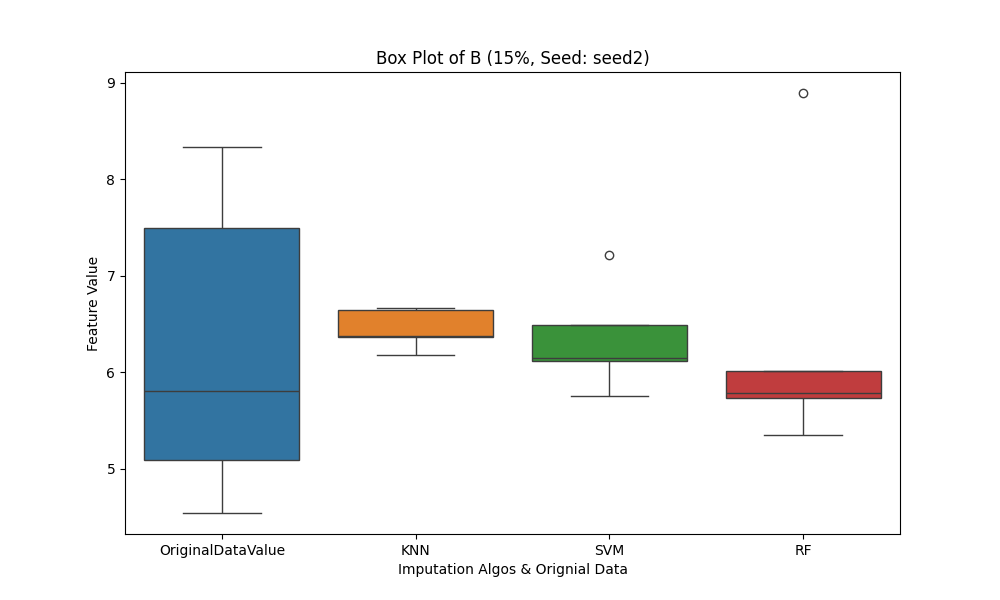 Box Plot of B (15%, Seed: seed2)
Feature Value
9
8
7
6
5
OriginalDataValue
KNN
SVM
RF
Imputation Algos & Orignial Data